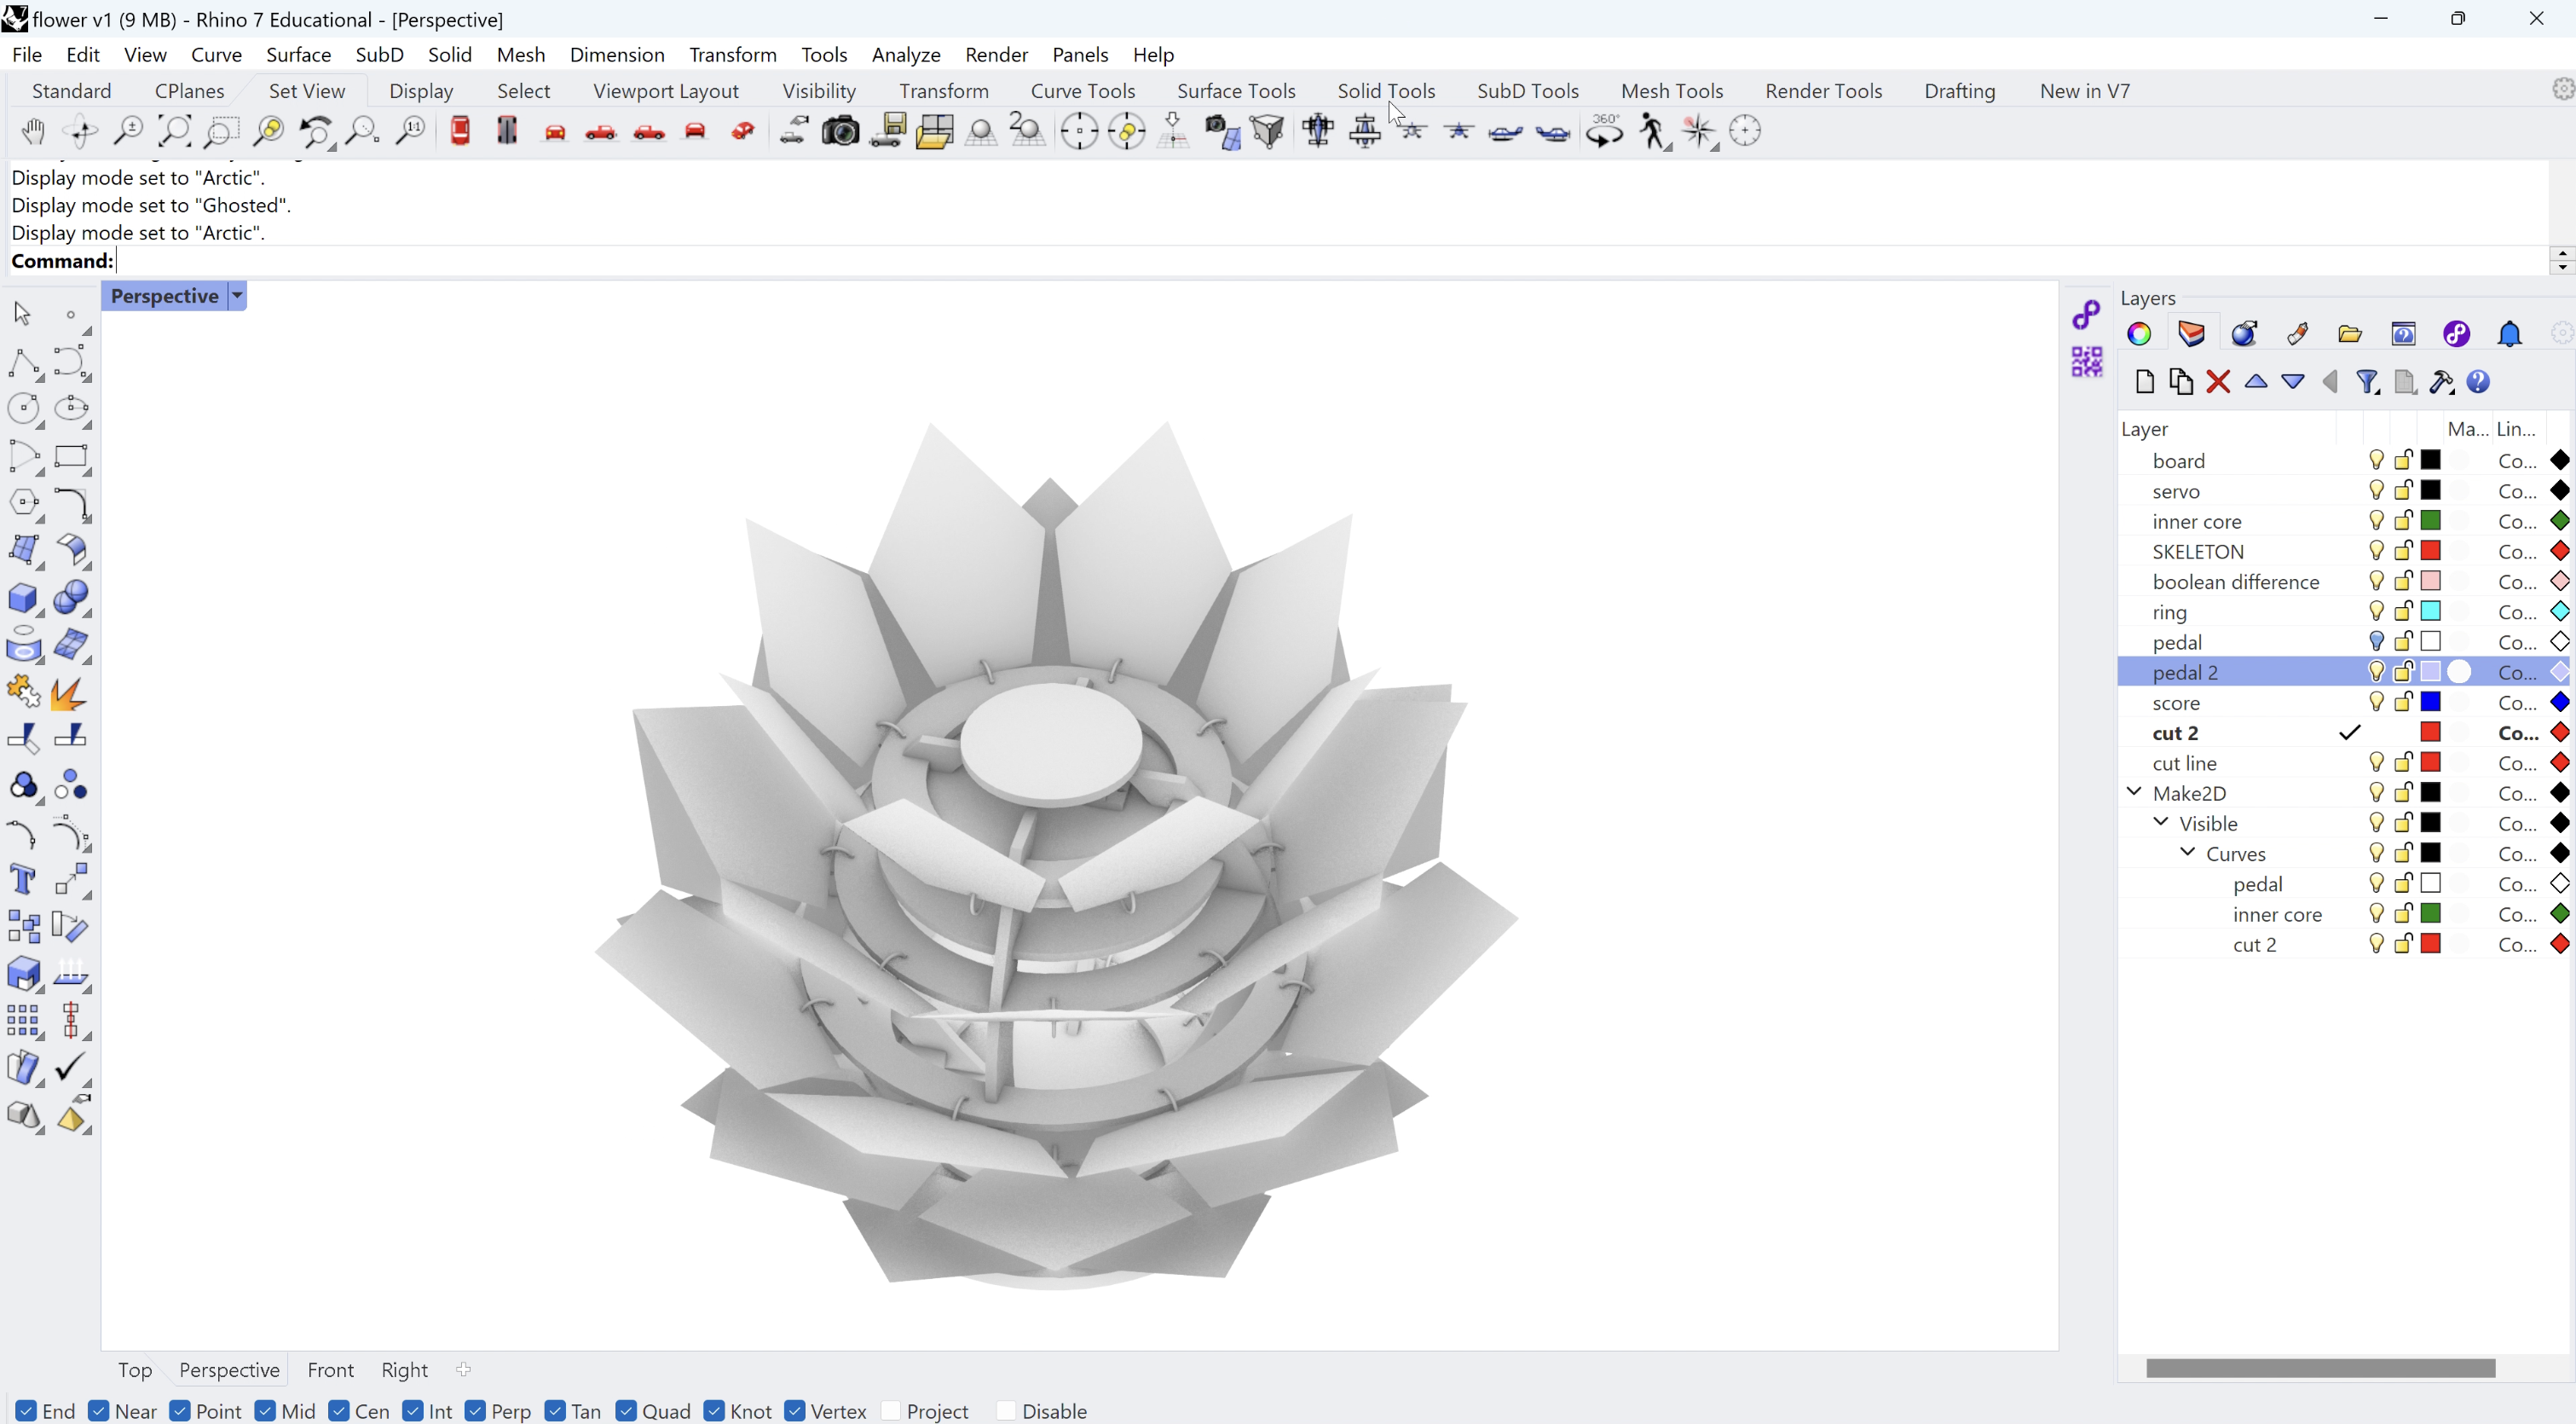 flower v1 (9 MB) - Rhino 7 Educational - [Perspective]
File Edit View Curve Surface SubD Solid Mesh Dimension Transform Tools Analyze Render Panels Help
Standard CPlanes Set View Display Select Viewport Layout Visibility Transform Curve Tools Surface Tools Solid Tools SubD Tools Mesh Tools Render Tools Drafting New in V7
Display mode set to "Arctic".
Display mode set to "Ghosted".
Display mode set to "Arctic".
Command:
Perspective
Layers
Layer Ma... Lin...
board Co...
servo Co...
inner core Co...
SKELETON Co...
boolean difference Co...
ring Co...
pedal Co...
pedal 2 Co...
score Co...
cut 2 Co...
cut line Co...
Make2D Co...
Visible Co...
Curves Co...
pedal Co...
inner core Co...
cut 2 Co...
Top Perspective Front Right
End Near Point Mid Cen Int Perp Tan Quad Knot Vertex Project Disable